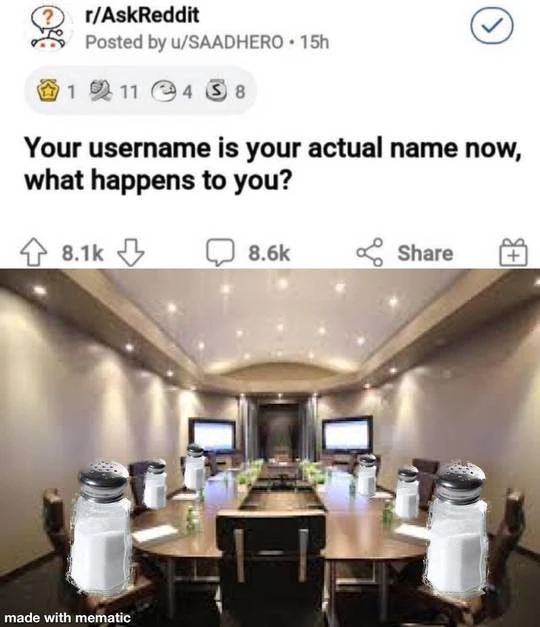 r/AskReddit
Posted by u/SAADHERO • 15h
1 11 4 S 8
Your username is your actual name now,
what happens to you?
8.1k 8.6k Share
made with mematic